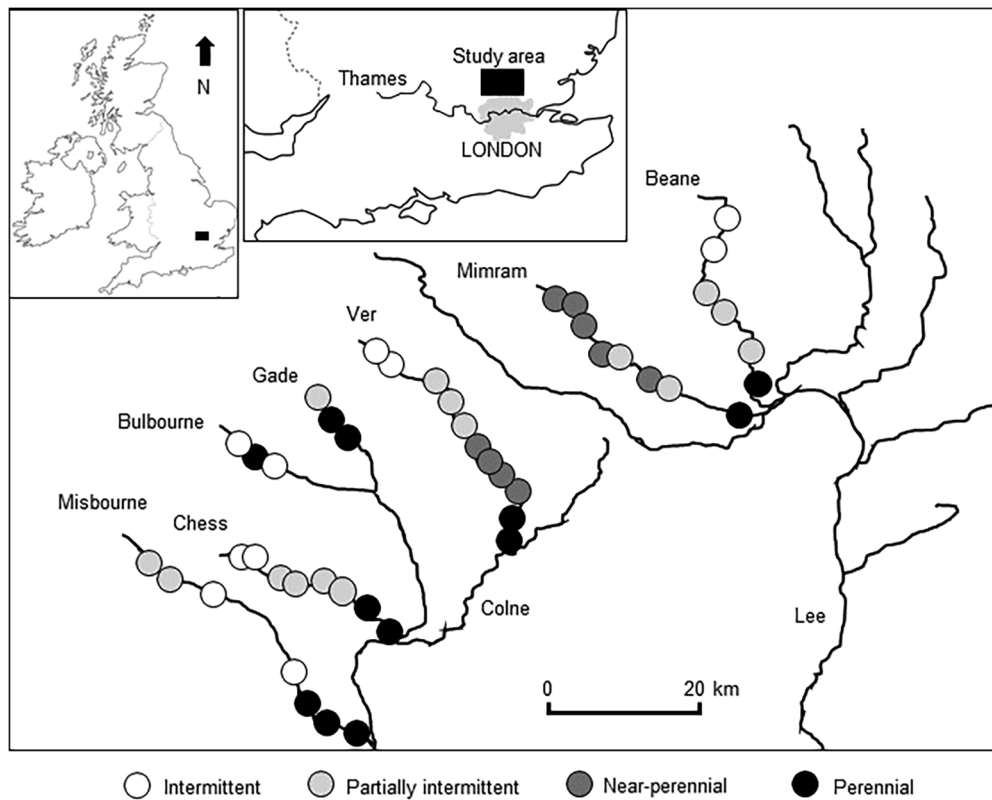 N
Study area
Thames
LONDON
Beane
Mimram
Ver
Gade
Bulbourne
Misbourne
Chess
Colne
Lee
0 20 km
Intermittent Partially intermittent Near-perennial Perennial